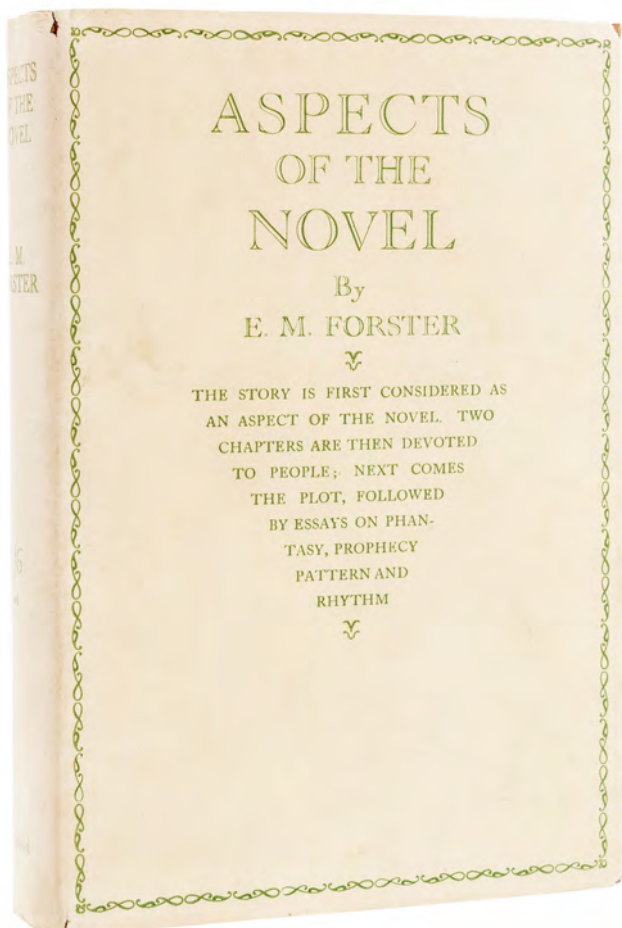 ASPECTS
OF THE
NOVEL
By
E. M. FORSTER
THE STORY IS FIRST CONSIDERED AS
AN ASPECT OF THE NOVEL. TWO
CHAPTERS ARE THEN DEVOTED
TO PEOPLE; NEXT COMES
THE PLOT, FOLLOWED
BY ESSAYS ON PHAN-
TASY, PROPHECY
PATTERN AND
RHYTHM
OF THE
M.